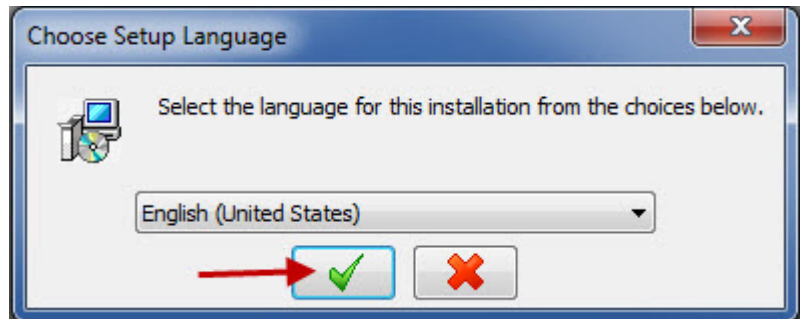 Choose Setup Language
Select the language for this installation from the choices below.
English (United States)